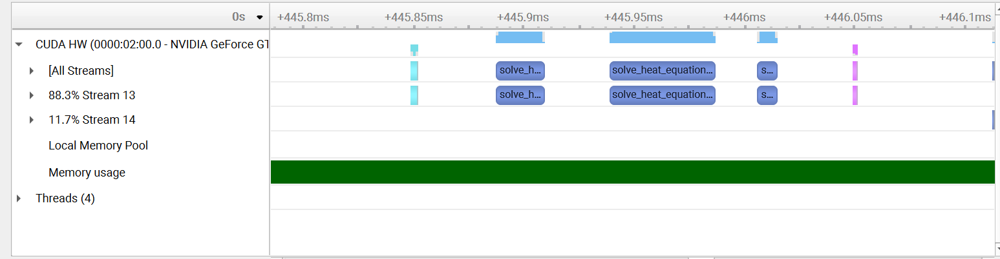 0s +445.8ms +445.85ms +445.9ms +445.95ms +446ms +446.05ms +446.1ms
CUDA HW (0000:02:00.0 - NVIDIA GeForce GT
[All Streams] solve_h... solve_heat_equation... s...
88.3% Stream 13 solve_h... solve_heat_equation... s...
11.7% Stream 14
Local Memory Pool
Memory usage
Threads (4)